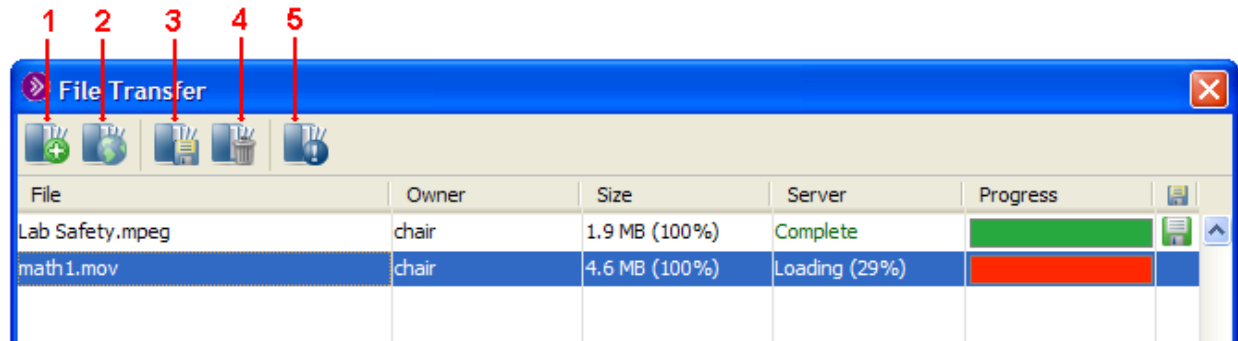 1 2 3 4 5
File Transfer
File Owner Size Server Progress
Lab Safety.mpeg chair 1.9 MB (100%) Complete
math1.mov chair 4.6 MB (100%) Loading (29%)